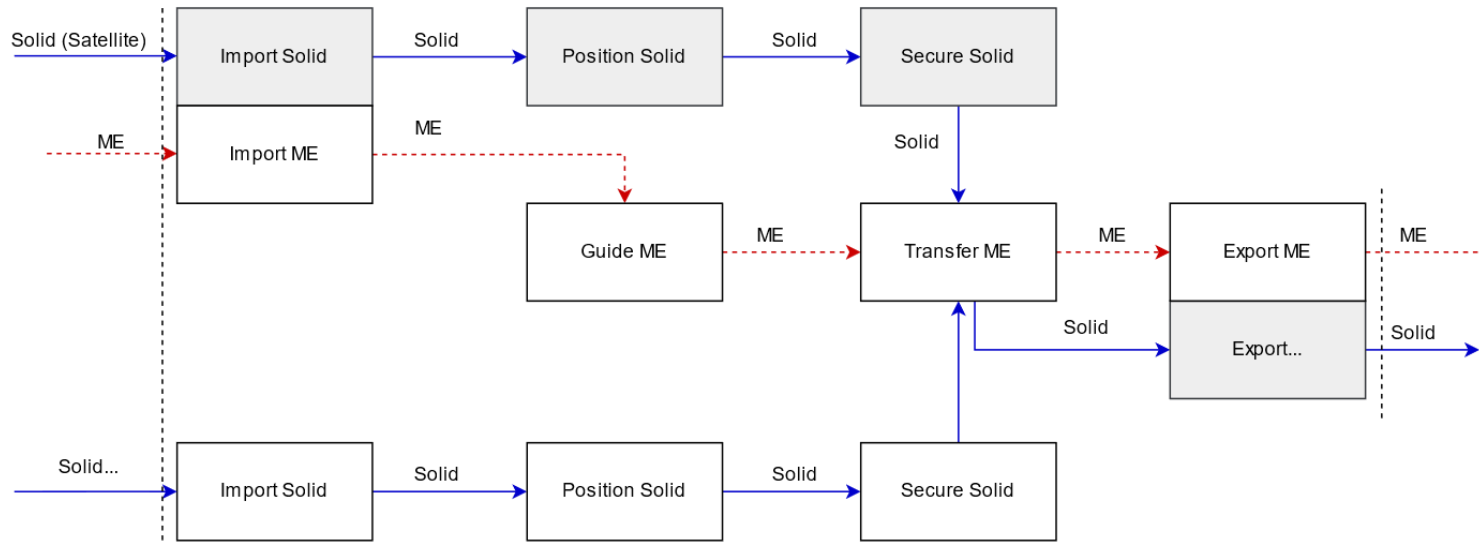 Solid (Satellite)
Import Solid
Solid
Position Solid
Solid
Secure Solid
ME
Import ME
ME
Solid
Guide ME
ME
Transfer ME
ME
Export ME
ME
Solid
Export...
Solid
Solid...
Import Solid
Solid
Position Solid
Solid
Secure Solid